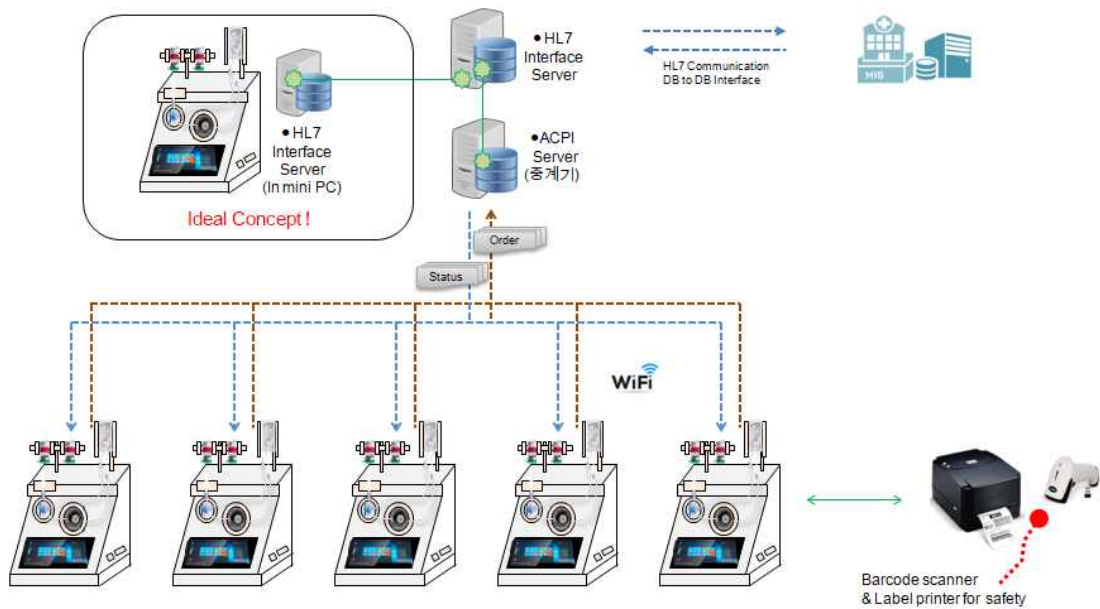 ● HL7
Interface
Server
HL7 Communication
DB to DB Interface
HIS
● HL7
Interface
Server
(In mini PC)
● ACPI
Server
(중계기)
Ideal Concept !
Order
Status
WiFi
Barcode scanner
& Label printer for safety